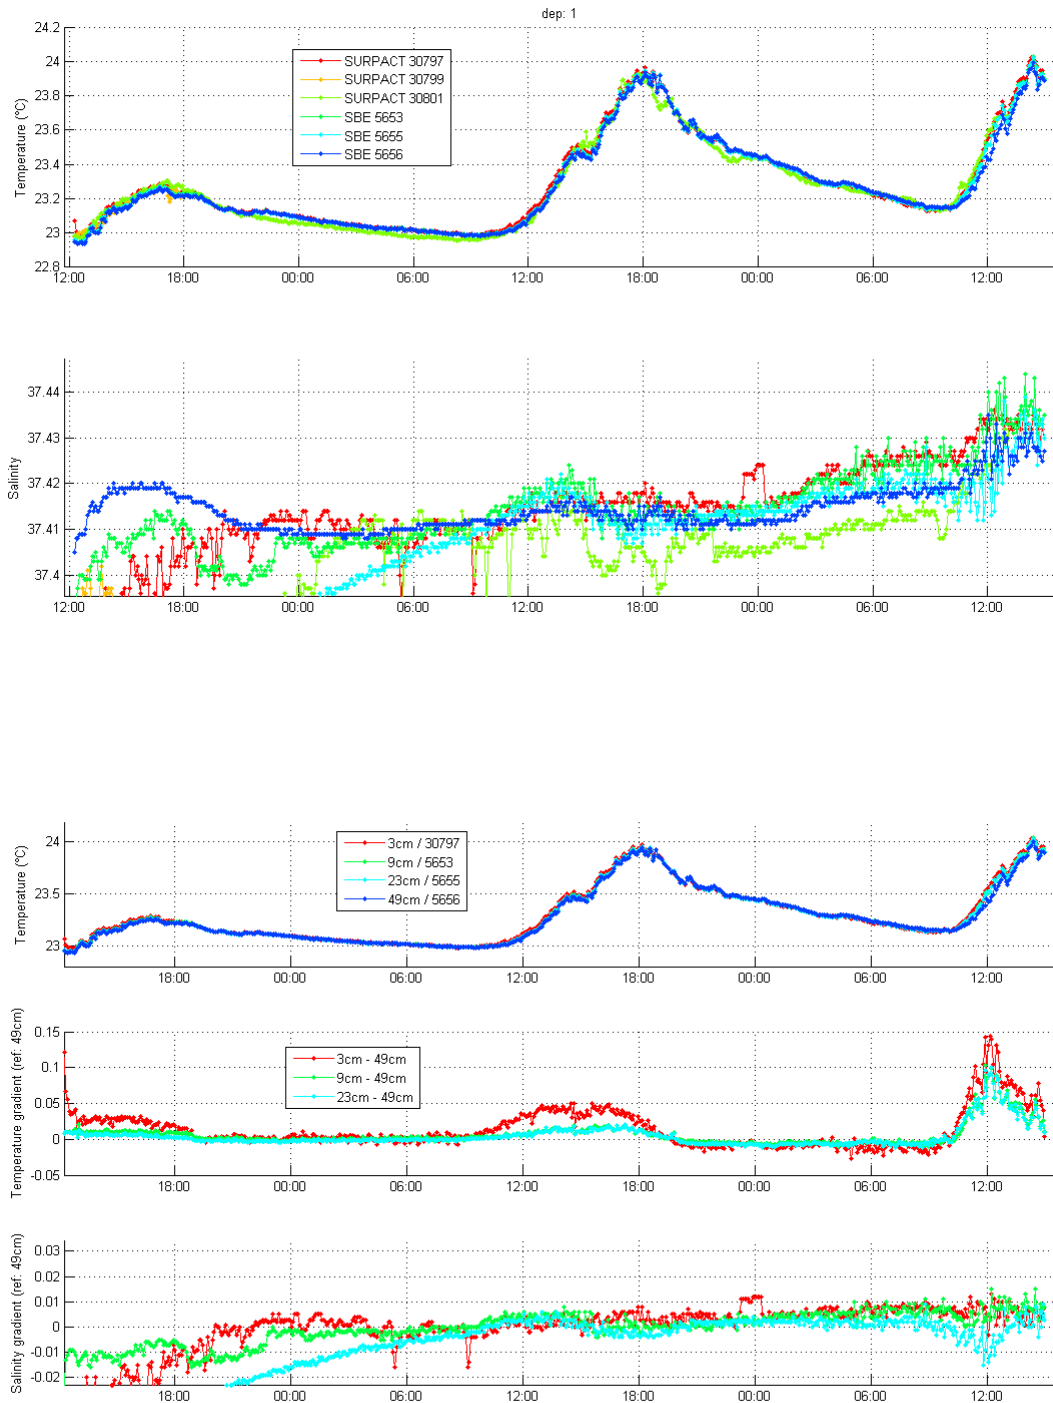 dep: 1
24.2
24
23.8
23.6
23.4
23.2
23
22.8
Temperature (°C)
SURPACT 30797
SURPACT 30799
SURPACT 30801
SBE 5653
SBE 5655
SBE 5656
12:00 18:00 00:00 06:00 12:00 18:00 00:00 06:00 12:00
37.44
37.43
37.42
37.41
37.4
Salinity
12:00 18:00 00:00 06:00 12:00 18:00 00:00 06:00 12:00
24
23.5
23
Temperature (°C)
3cm / 30797
9cm / 5653
23cm / 5655
49cm / 5656
18:00 00:00 06:00 12:00 18:00 00:00 06:00 12:00
0.15
0.1
0.05
0
-0.05
Temperature gradient (ref: 49cm)
3cm - 49cm
9cm - 49cm
23cm - 49cm
18:00 00:00 06:00 12:00 18:00 00:00 06:00 12:00
0.03
0.02
0.01
0
-0.01
-0.02
Salinity gradient (ref: 49cm)
18:00 00:00 06:00 12:00 18:00 00:00 06:00 12:00